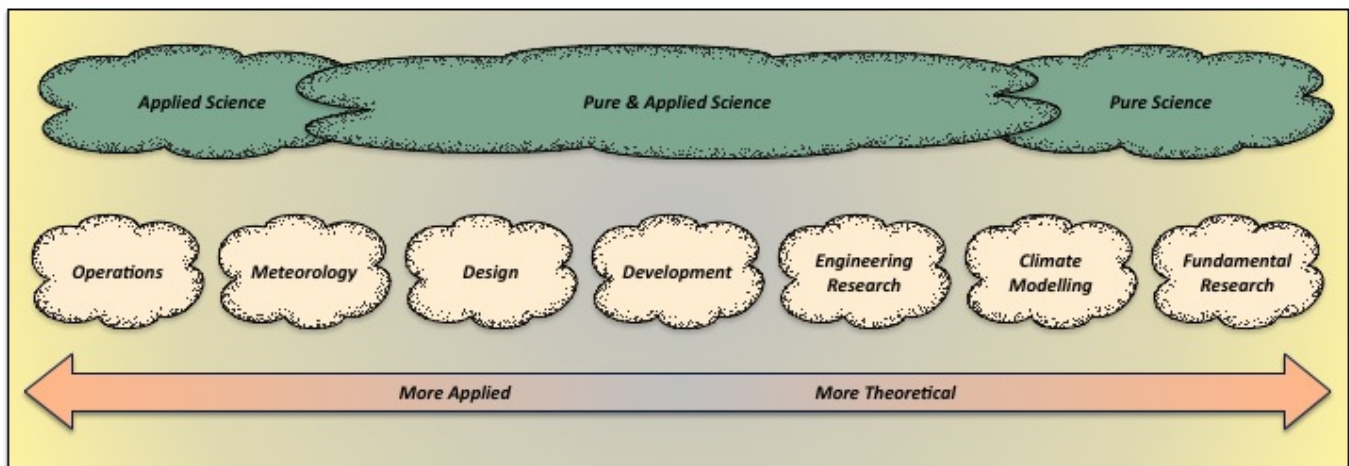 Applied Science
Pure & Applied Science
Pure Science
Operations
Meteorology
Design
Development
Engineering
Research
Climate
Modelling
Fundamental
Research
More Applied
More Theoretical